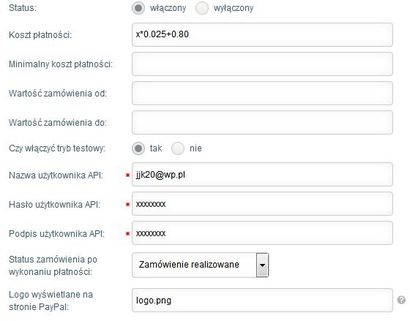 Status: włączony wyłączony
Koszt płatności: x*0.025+0.80
Minimalny koszt płatności:
Wartość zamówienia od:
Wartość zamówienia do:
Czy włączyć tryb testowy: tak nie
Nazwa użytkownika API: jjk20@wp.pl
Hasło użytkownika API: xxxxxxxx
Podpis użytkownika API: xxxxxxxx
Status zamówienia po
wykonaniu płatności: Zamówienie realizowane
Logo wyświetlane na
stronie PayPal: logo.png ?